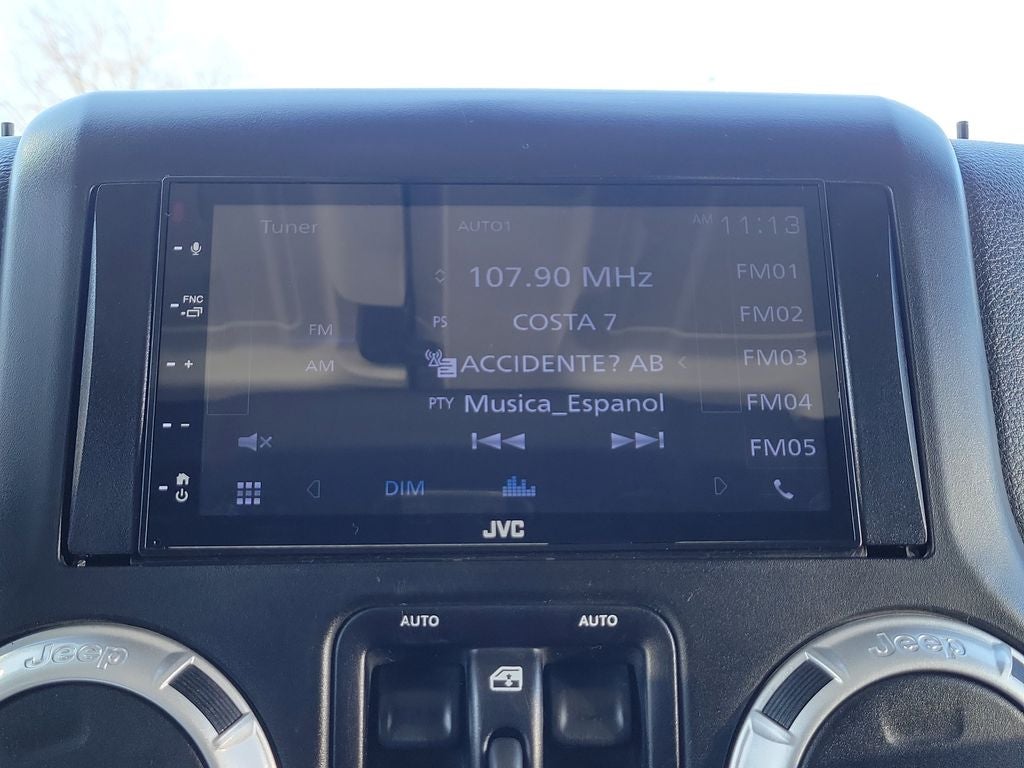 Tuner
AUTO1
AM 11:13
107.90 MHz
FM01
FNC
FM
PS
COSTA 7
FM02
AM
ACCIDENTE? AB
FM03
PTY Musica_Espanol
FM04
FM05
DIM
JVC
AUTO
AUTO
Jeep
Jeep